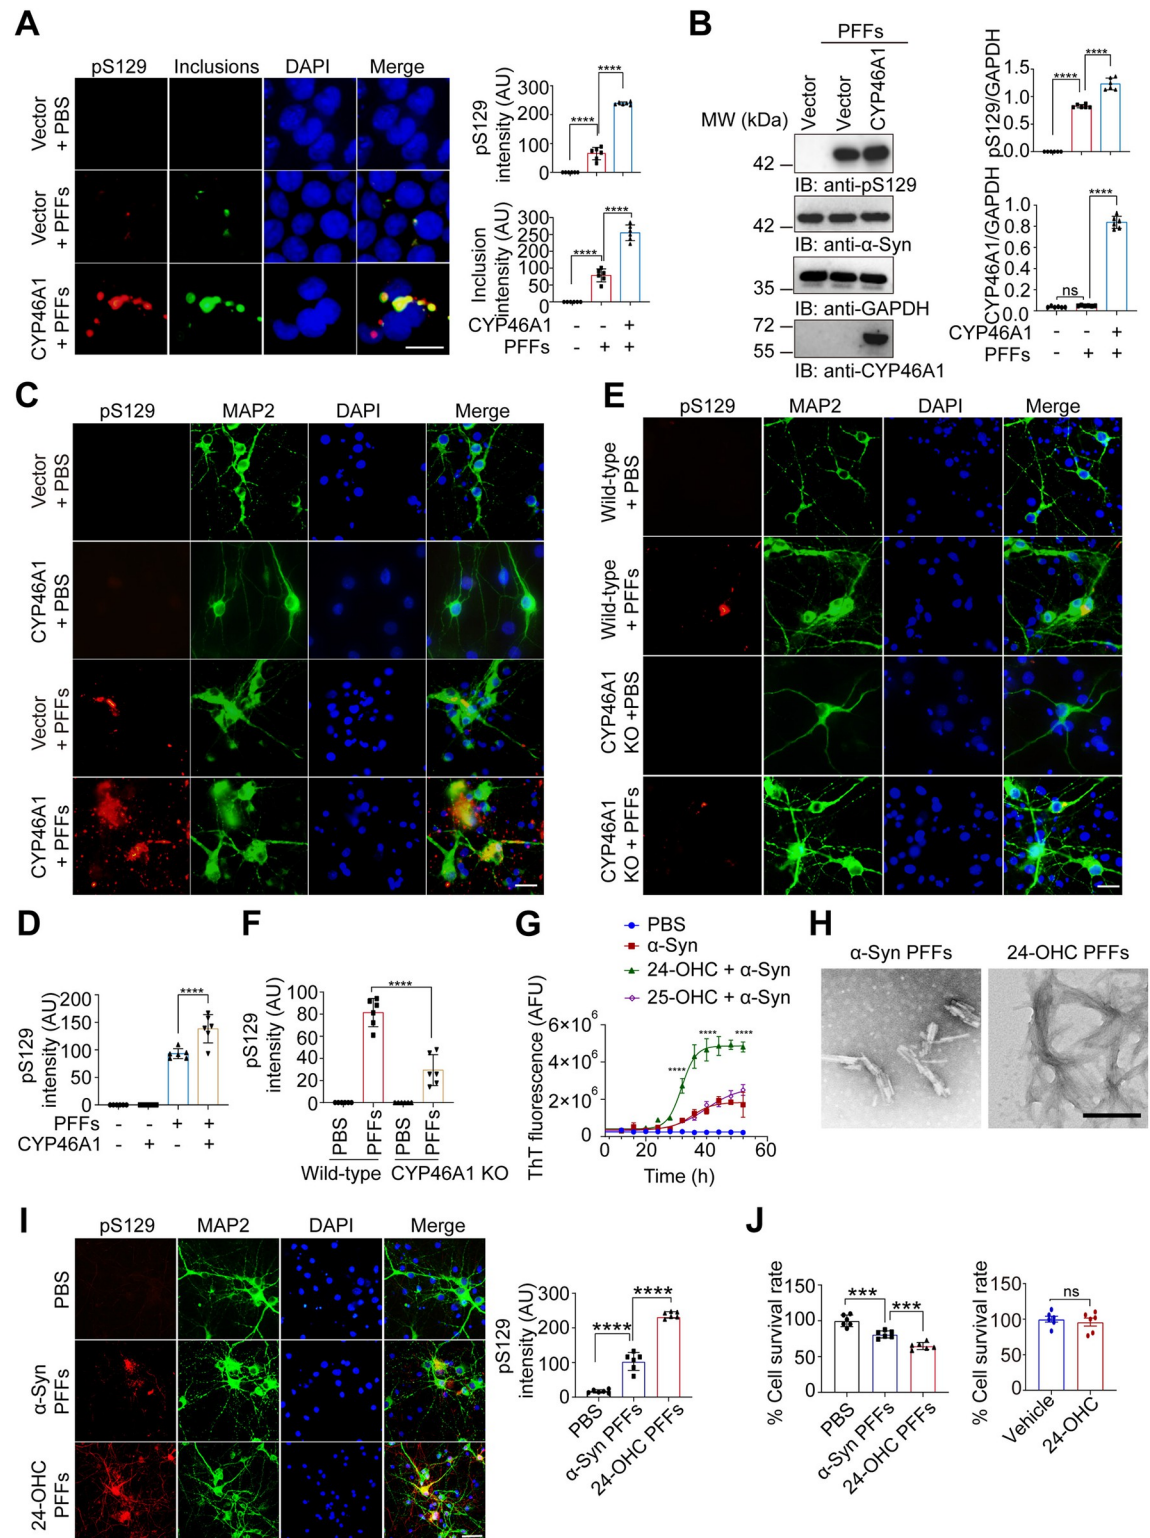 A
pS129 Inclusions DAPI Merge
Vector
+ PBS
Vector
+ PFFs
CYP46A1
+ PFFs
pS129
intensity (AU)
300
200
100
0
****
****
Inclusion
intensity (AU)
300
250
200
150
100
50
0
****
****
CYP46A1 - - +
PFFs - + +
B
PFFs
Vector
Vector
CYP46A1
MW (kDa)
42
IB: anti-pS129
42
IB: anti-α-Syn
35
IB: anti-GAPDH
72
55
IB: anti-CYP46A1
pS129/GAPDH
1.5
1.0
0.5
0.0
****
****
CYP46A1/GAPDH
1.0
0.8
0.6
0.4
0.2
0.0
ns
****
CYP46A1 - - +
PFFs - + +
C
pS129 MAP2 DAPI Merge
Vector
+ PBS
CYP46A1
+ PBS
Vector
+ PFFs
CYP46A1
+ PFFs
E
pS129 MAP2 DAPI Merge
Wild-type
+ PBS
Wild-type
+ PFFs
CYP46A1
KO +PBS
CYP46A1
KO + PFFs
D
pS129
intensity (AU)
200
150
100
50
0
****
PFFs - - + +
CYP46A1 - + - +
F
pS129
intensity (AU)
100
80
60
40
20
0
****
PBS
PFFs
PBS
PFFs
Wild-type CYP46A1 KO
G
PBS
α-Syn
24-OHC + α-Syn
25-OHC + α-Syn
ThT fluorescence (AFU)
6×10⁶
4×10⁶
2×10⁶
0
****
****
****
0 20 40 60
Time (h)
H
α-Syn PFFs 24-OHC PFFs
I
pS129 MAP2 DAPI Merge
PBS
α-Syn
PFFs
24-OHC
PFFs
pS129
intensity (AU)
300
200
100
0
****
****
PBS
α-Syn PFFs
24-OHC PFFs
J
% Cell survival rate
150
100
50
0
***
***
PBS
α-Syn PFFs
24-OHC PFFs
% Cell survival rate
150
100
50
0
ns
Vehicle
24-OHC